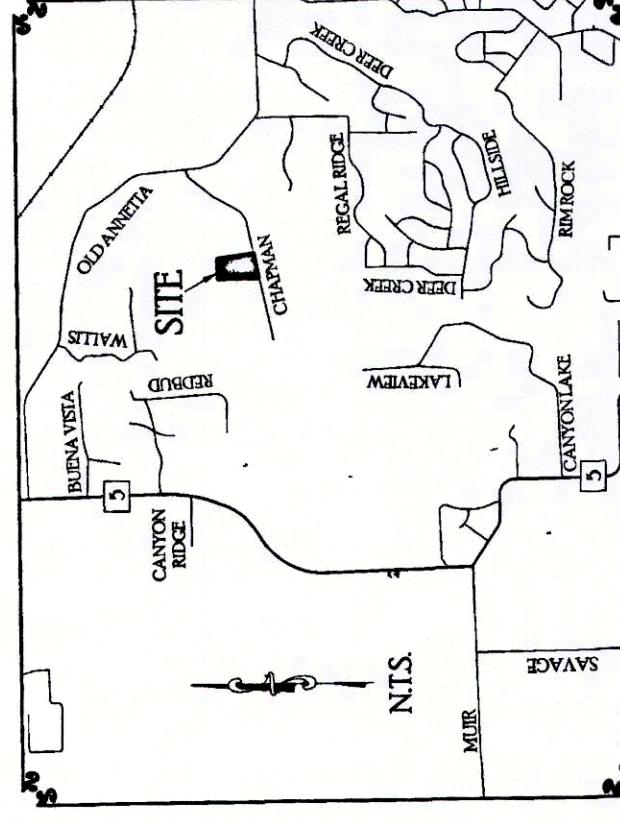 BUENA VISTA
WALLIS
OLD ANNETTA
5
CANYON
RIDGE
SITE
REDBUD
CHAPMAN
REGAL RIDGE
DEER CREEK
N.T.S.
LAKEVIEW
DEER CREEK
MUIR
HILLSIDE
SAVAGE
CANYON LAKE
RIM ROCK
5